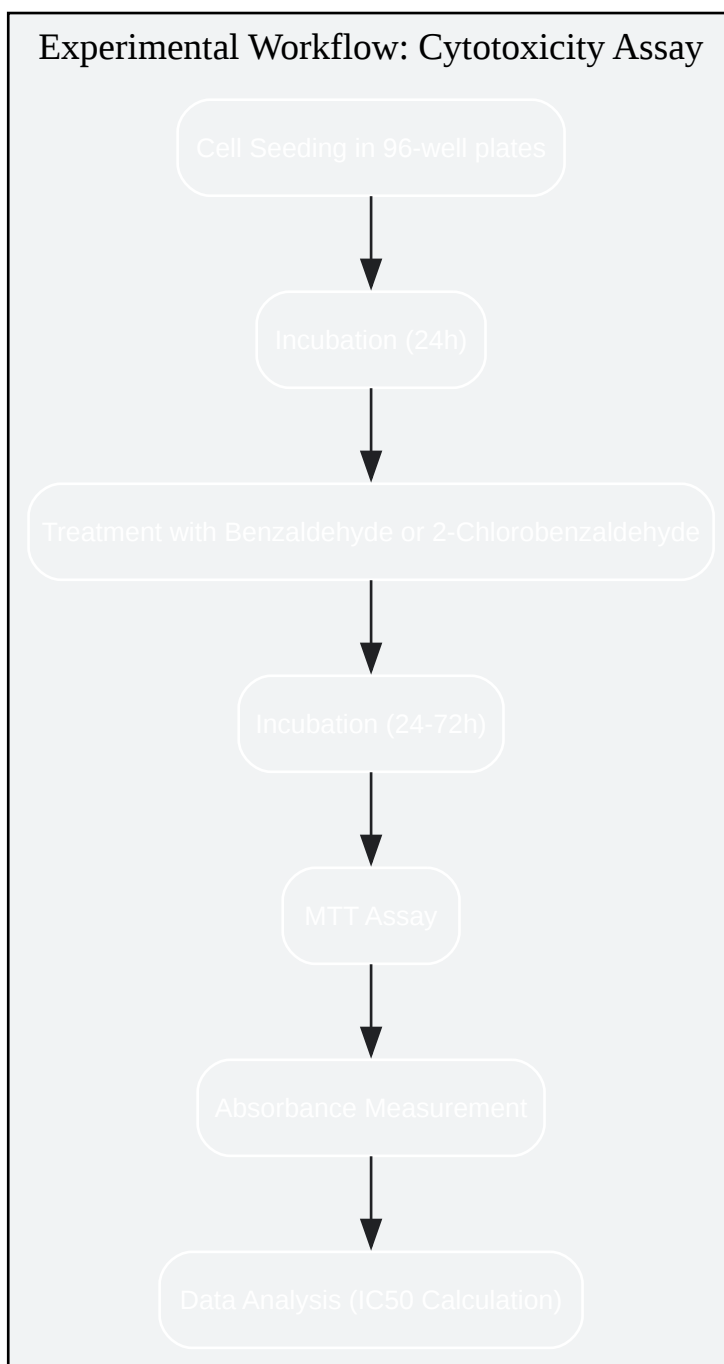 Experimental Workflow: Cytotoxicity Assay
Cell Seeding in 96-well plates
Incubation (24h)
Treatment with Benzaldehyde or 2-Chlorobenzaldehyde
Incubation (24-72h)
MTT Assay
Absorbance Measurement
Data Analysis (IC50 Calculation)